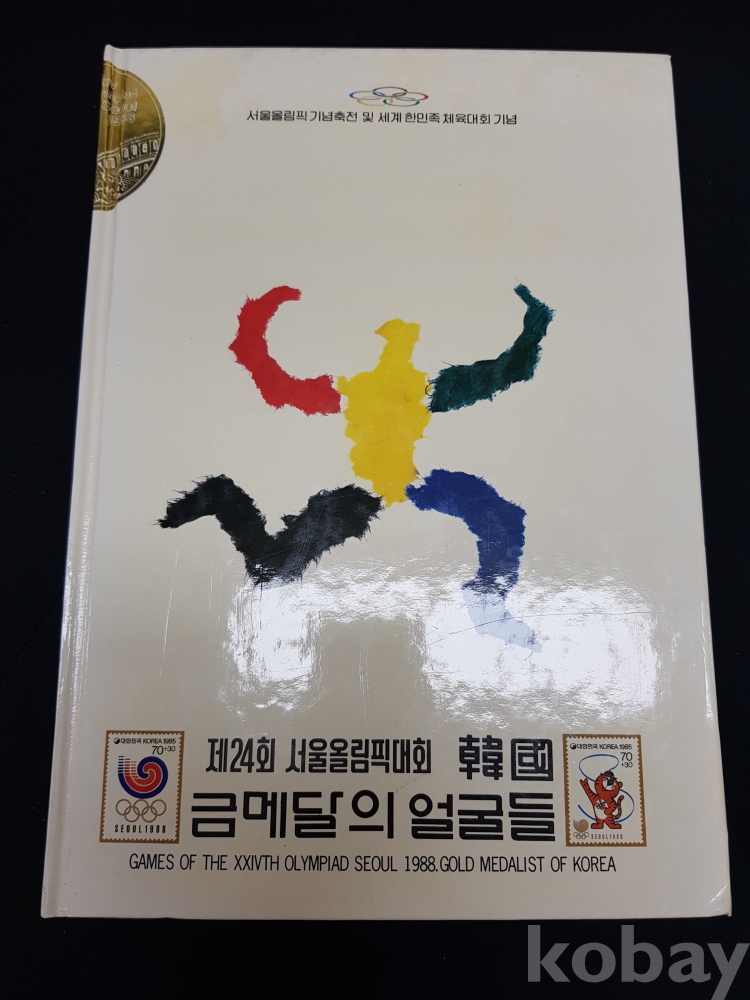 서울올림픽기념축전 및 세계한민족체육대회기념
제24회 서울올림픽대회 韓國
금메달의 얼굴들
GAMES OF THE XXIVTH OLYMPIAD SEOUL 1988.GOLD MEDALIST OF KOREA
대한민국 KOREA 1985
70+30
SEOUL 1988
대한민국 KOREA 1985
70
+30
SEOUL 1988
kobay